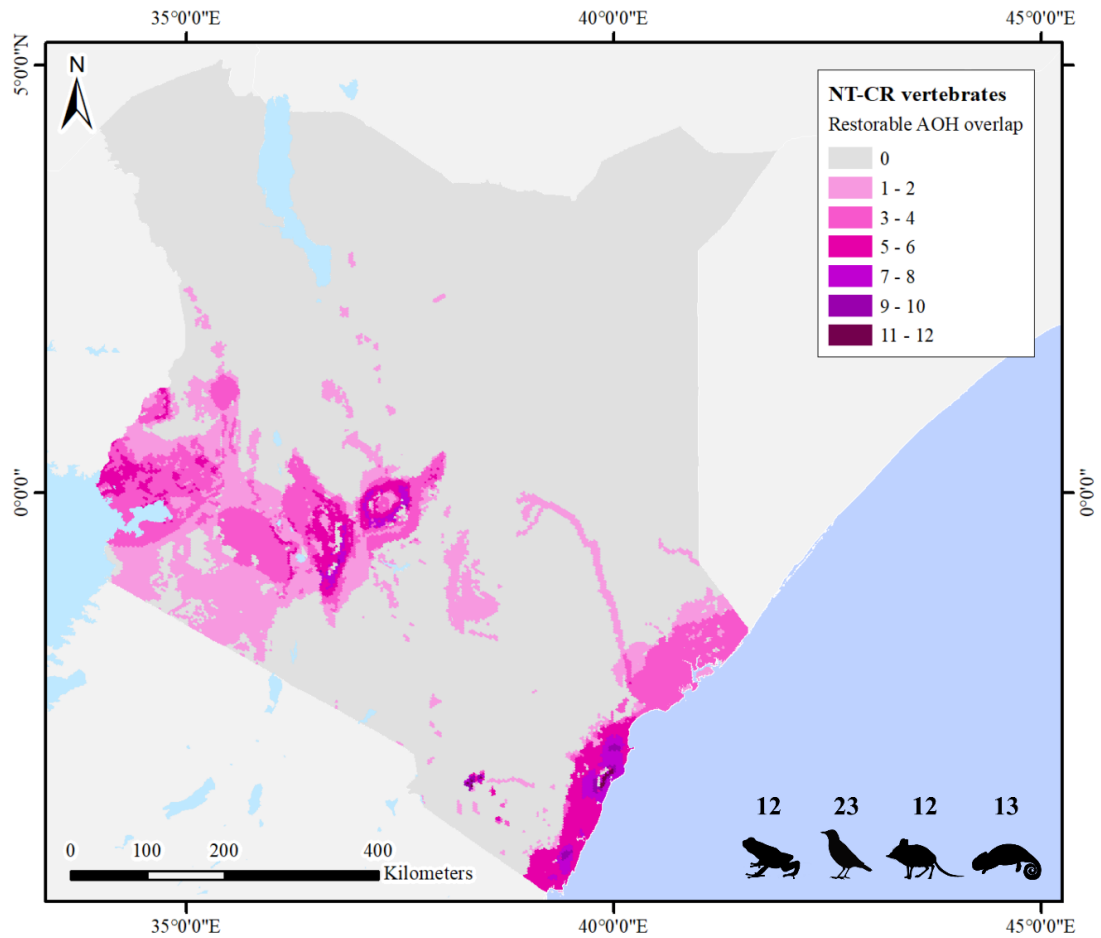 35°0'0"E
40°0'0"E
45°0'0"E
5°0'0"N
N
NT-CR vertebrates
Restorable AOH overlap
0
1 - 2
3 - 4
5 - 6
7 - 8
9 - 10
11 - 12
0°0'0"
0°0'0"
12 23 12 13
0 100 200 400
Kilometers
35°0'0"E
40°0'0"E
45°0'0"E